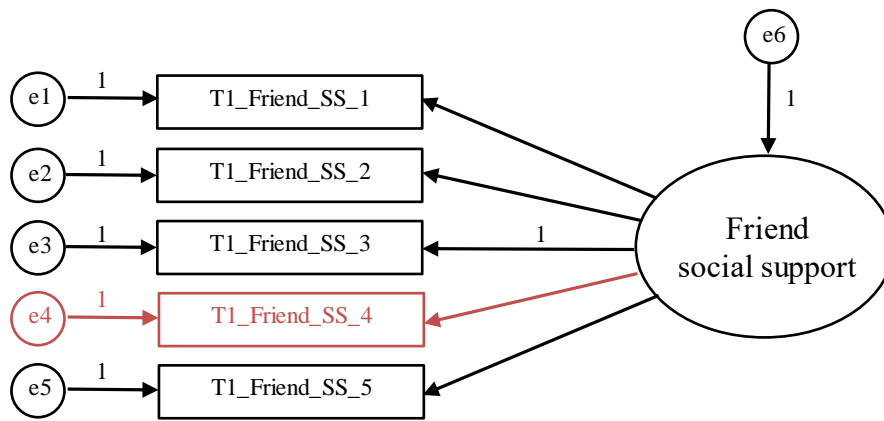 e6
1
e1
1
T1_Friend_SS_1
e2
1
T1_Friend_SS_2
e3
1
T1_Friend_SS_3
1
Friend
social support
e4
1
T1_Friend_SS_4
e5
1
T1_Friend_SS_5